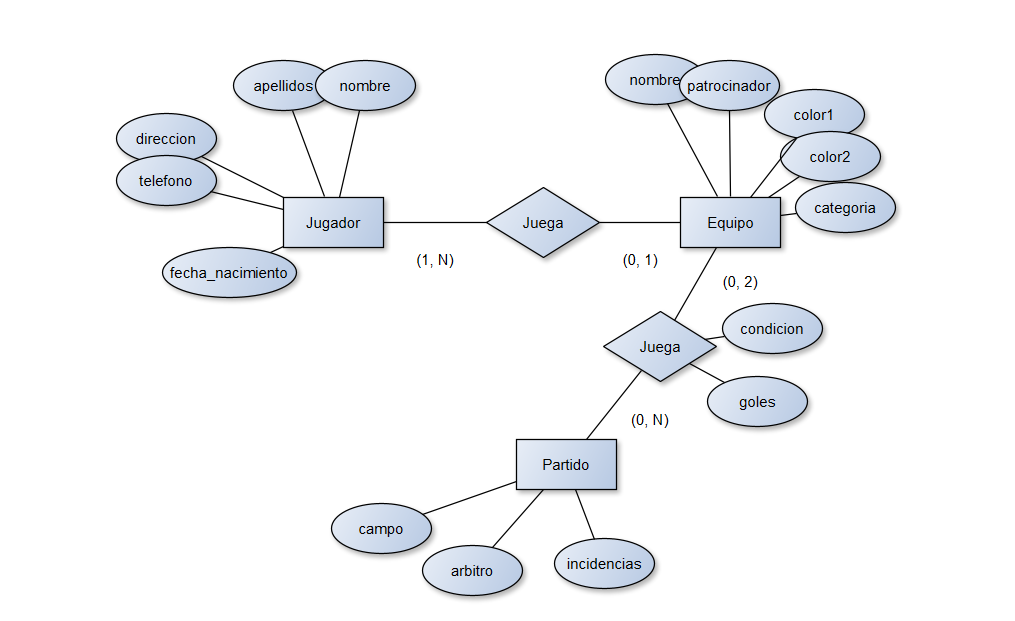 apellidos
nombre
nombre
patrocinador
color1
direccion
color2
telefono
categoria
Jugador
Juega
Equipo
(1, N)
(0, 1)
fecha_nacimiento
(0, 2)
condicion
Juega
goles
(0, N)
Partido
campo
arbitro
incidencias